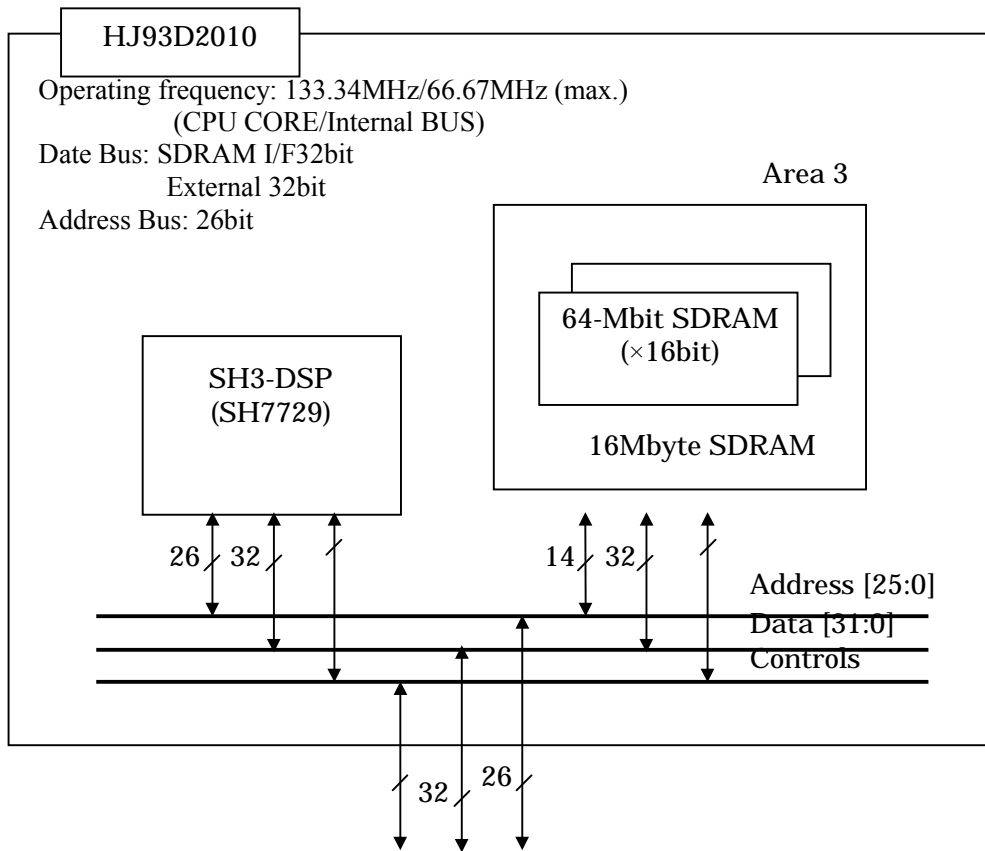 HJ93D2010
Operating frequency: 133.34MHz/66.67MHz (max.)
(CPU CORE/Internal BUS)
Date Bus: SDRAM I/F32bit
External 32bit
Address Bus: 26bit
Area 3
64-Mbit SDRAM
(×16bit)
SH3-DSP
(SH7729)
16Mbyte SDRAM
26
32
14
32
Address [25:0]
Data [31:0]
Controls
32
26